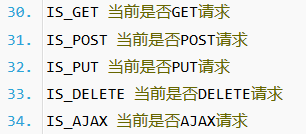 30. IS_GET 当前是否GET请求
31. IS_POST 当前是否POST请求
32. IS_PUT 当前是否PUT请求
33. IS_DELETE 当前是否DELETE请求
34. IS_AJAX 当前是否AJAX请求